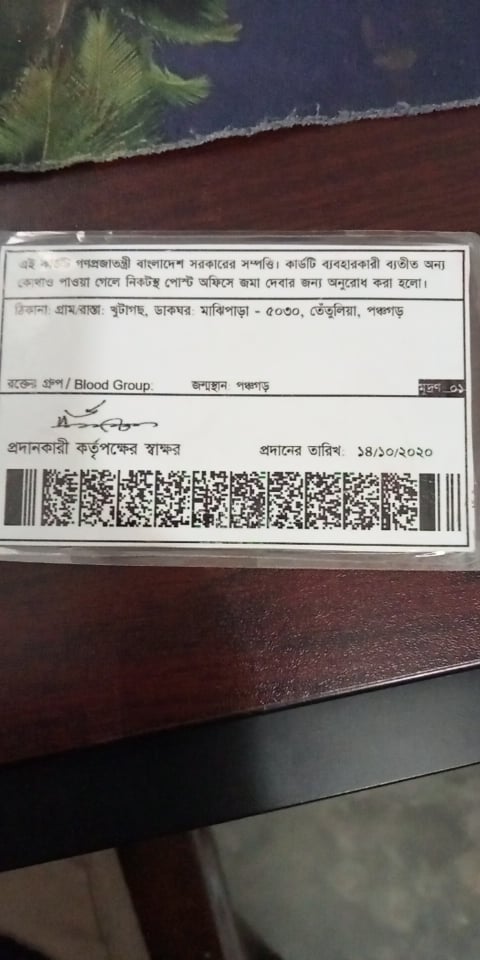 এই কার্ডটি গণপ্রজাতন্ত্রী বাংলাদেশ সরকারের সম্পত্তি। কার্ডটি ব্যবহারকারী ব্যতীত অন্য
কোথাও পাওয়া গেলে নিকটস্থ পোস্ট অফিসে জমা দেবার জন্য অনুরোধ করা হলো।
ঠিকানা: গ্রাম/রাস্তা: খুটাগছ, ডাকঘর: মাঝিপাড়া - ৫০৩০, তেঁতুলিয়া, পঞ্চগড়
রক্তের গ্রুপ / Blood Group: জন্মস্থান: পঞ্চগড় মুদ্রণ: ০১
প্রদানকারী কর্তৃপক্ষের স্বাক্ষর প্রদানের তারিখ: ১৪/১০/২০২০